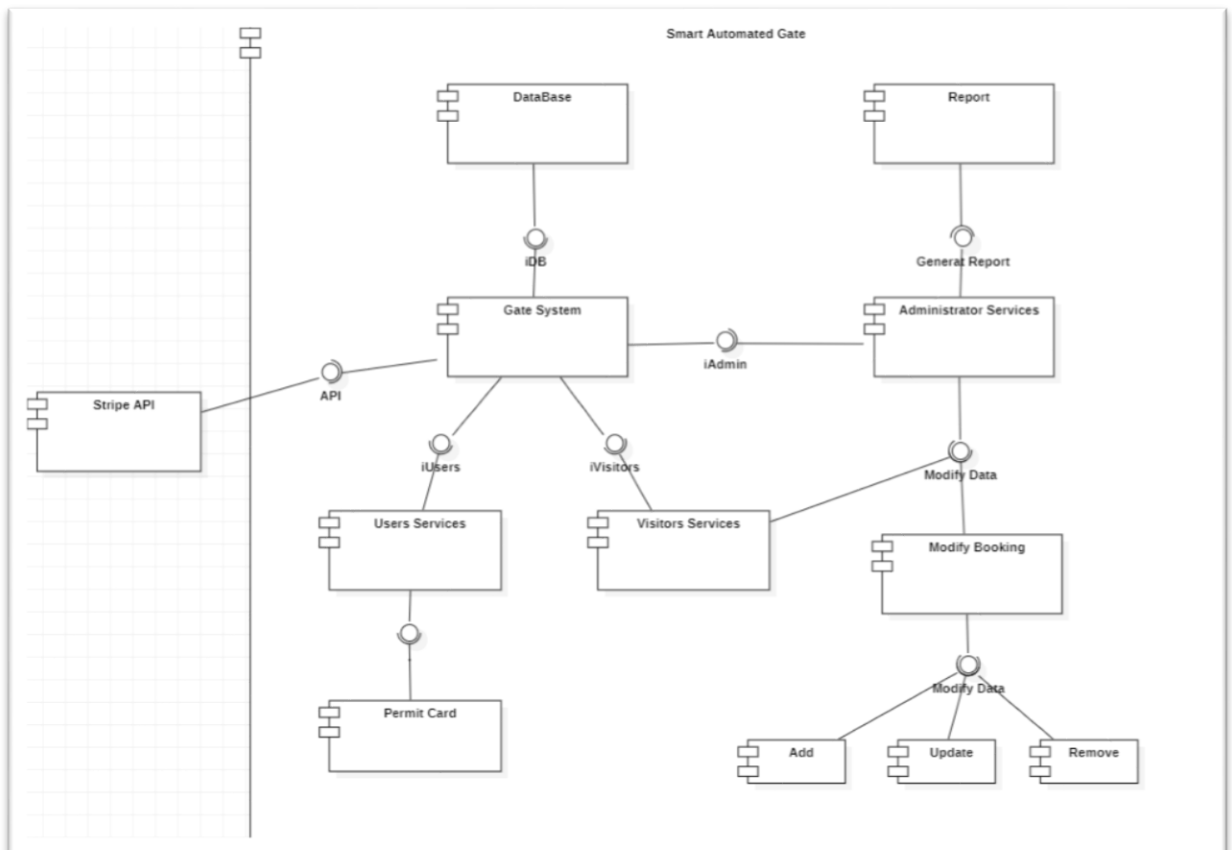 Smart Automated Gate
DataBase
Report
iDB
Generat Report
Gate System
Administrator Services
iAdmin
API
Stripe API
iUsers
iVisitors
Modify Data
Users Services
Visitors Services
Modify Booking
Modify Data
Permit Card
Add
Update
Remove